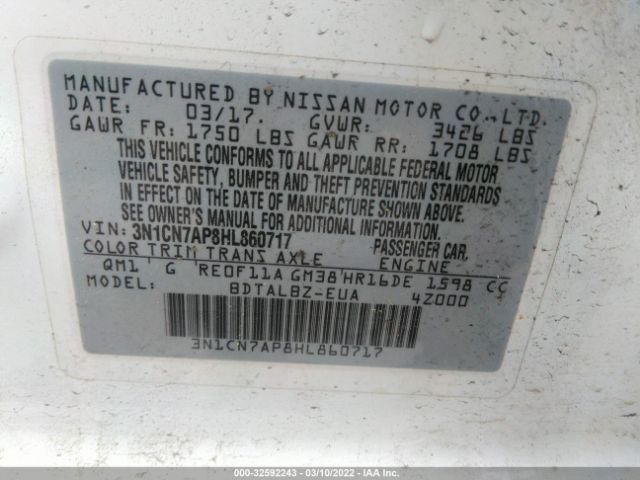 MANUFACTURED BY NISSAN MOTOR CO., LTD.
DATE: 03/17. GVWR: 3426 LBS
GAWR FR: 1750 LBS GAWR RR: 1708 LBS
THIS VEHICLE CONFORMS TO ALL APPLICABLE FEDERAL MOTOR
VEHICLE SAFETY, BUMPER AND THEFT PREVENTION STANDARDS
IN EFFECT ON THE DATE OF MANUFACTURE SHOWN ABOVE.
SEE OWNER'S MANUAL FOR ADDITIONAL INFORMATION.
VIN: 3N1CN7AP8HL860717 PASSENGER CAR,
COLOR TRIM TRANS AXLE ENGINE
QM1 G RE0F11A GM38 HR16DE 1598 CC
MODEL: BDTALBZ-EUA 4Z000
3N1CN7AP8HL860717
000-32592243 - 03/10/2022 - IAA Inc.